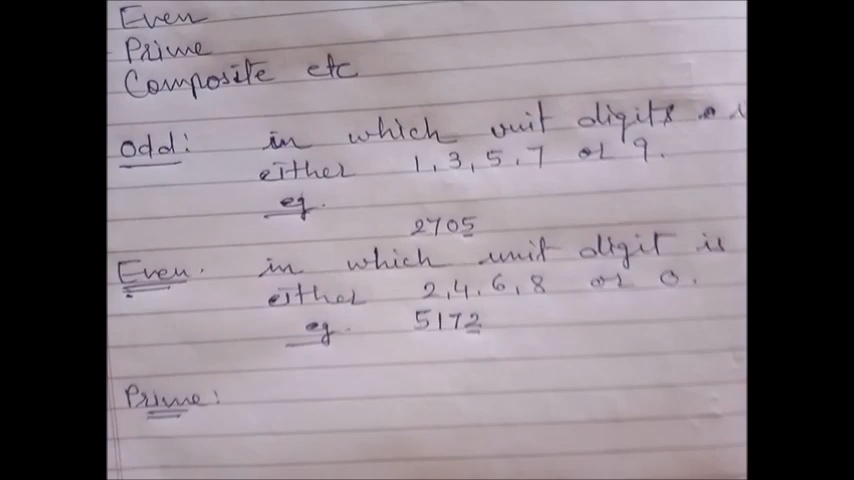 Even
Prime
Composite etc
Odd: in which unit digits
either 1, 3, 5, 7 or 9.
eg.
2705
Even. in which unit digit is
either 2, 4, 6, 8 or 0.
eg. 5172
Prime: